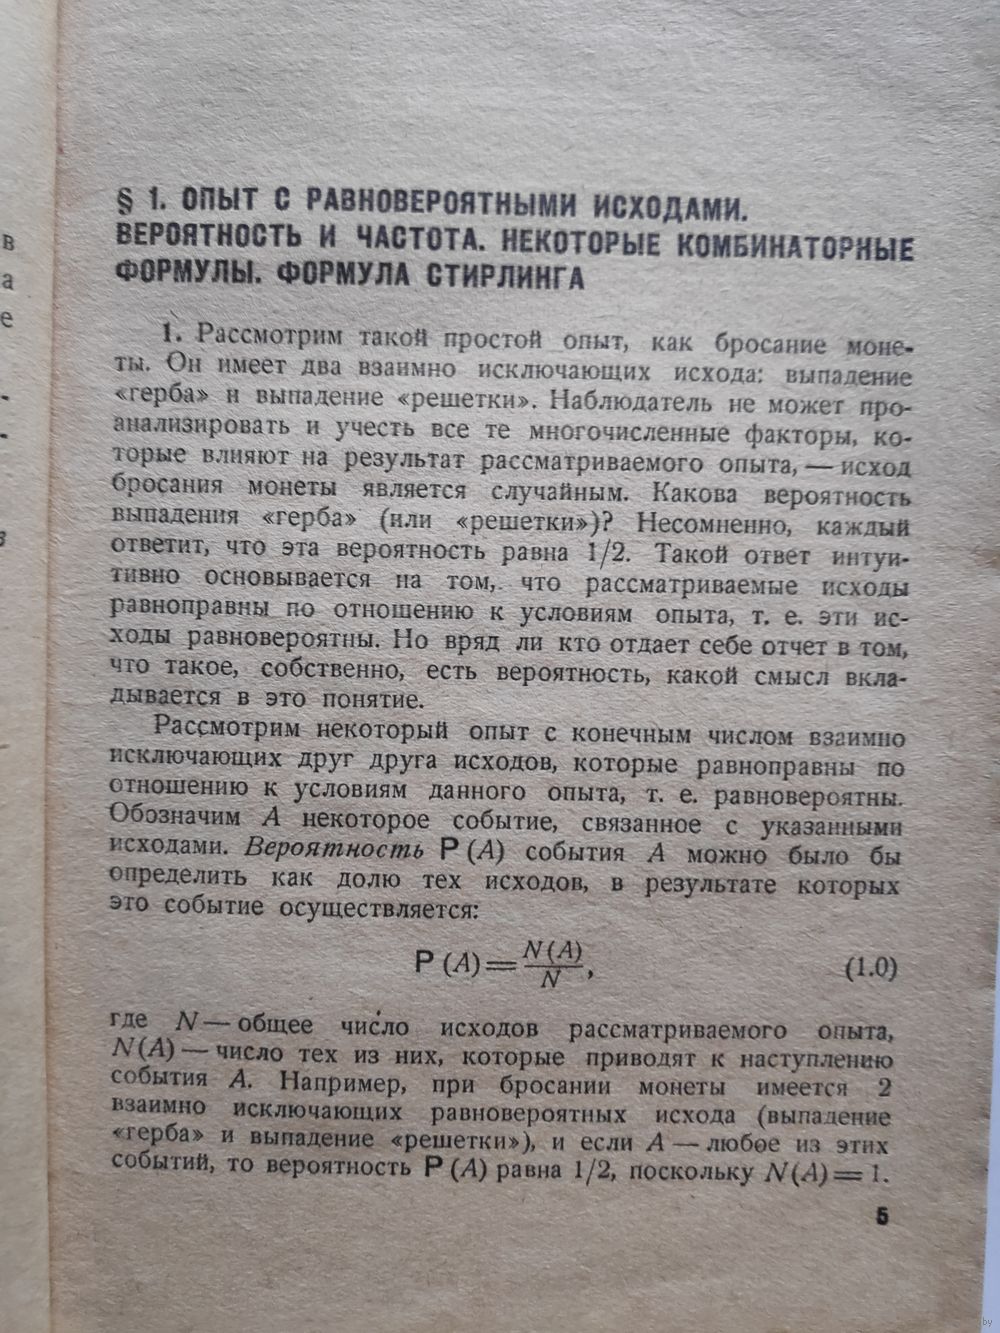 § 1. ОПЫТ С РАВНОВЕРОЯТНЫМИ ИСХОДАМИ.
ВЕРОЯТНОСТЬ И ЧАСТОТА. НЕКОТОРЫЕ КОМБИНАТОРНЫЕ
ФОРМУЛЫ. ФОРМУЛА СТИРЛИНГА
1. Рассмотрим такой простой опыт, как бросание моне-
ты. Он имеет два взаимно исключающих исхода: выпадение
«герба» и выпадение «решетки». Наблюдатель не может про-
анализировать и учесть все те многочисленные факторы, ко-
торые влияют на результат рассматриваемого опыта, — исход
бросания монеты является случайным. Какова вероятность
выпадения «герба» (или «решетки»)? Несомненно, каждый
ответит, что эта вероятность равна 1/2. Такой ответ интуи-
тивно основывается на том, что рассматриваемые исходы
равноправны по отношению к условиям опыта, т. е. эти ис-
ходы равновероятны. Но вряд ли кто отдает себе отчет в том,
что такое, собственно, есть вероятность, какой смысл вкла-
дывается в это понятие.
Рассмотрим некоторый опыт с конечным числом взаимно
исключающих друг друга исходов, которые равноправны по
отношению к условиям данного опыта, т. е. равновероятны.
Обозначим A некоторое событие, связанное с указанными
исходами. Вероятность P (A) события A можно было бы
определить как долю тех исходов, в результате которых
это событие осуществляется:
P (A) = N(A)/N, (1.0)
где N — общее число исходов рассматриваемого опыта,
N(A) — число тех из них, которые приводят к наступлению
события A. Например, при бросании монеты имеется 2
взаимно исключающих равновероятных исхода (выпадение
«герба» и выпадение «решетки»), и если A — любое из этих
событий, то вероятность P (A) равна 1/2, поскольку N(A) = 1.
5
в
а
е
-
-
з
by